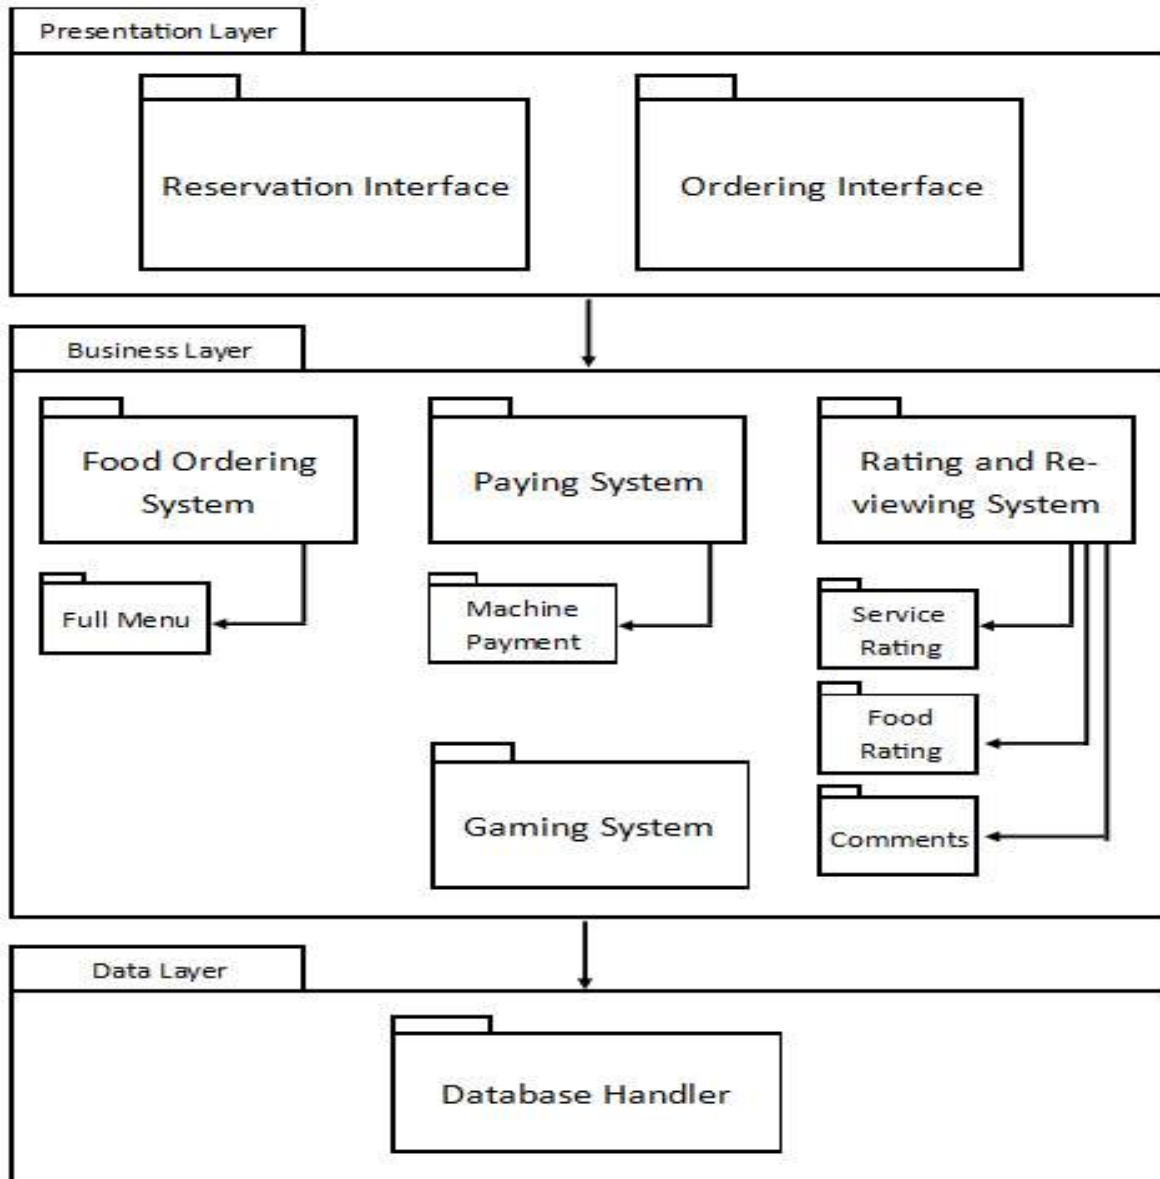 Presentation Layer
Reservation Interface
Ordering Interface
Business Layer
Food Ordering
System
Paying System
Rating and Re-
viewing System
Full Menu
Machine
Payment
Service
Rating
Food
Rating
Gaming System
Comments
Data Layer
Database Handler